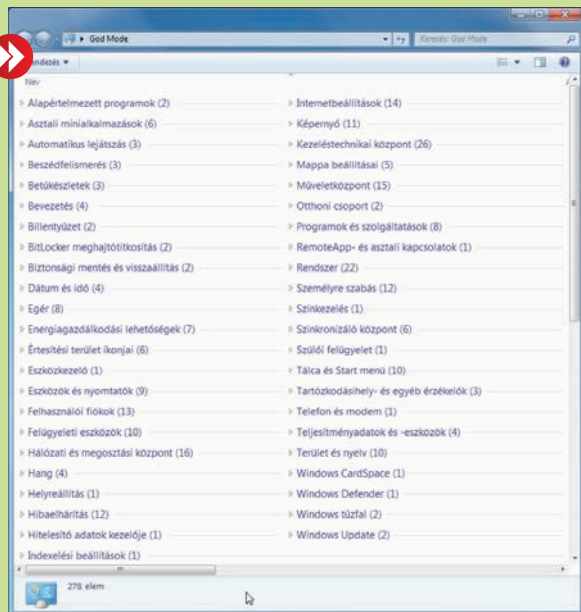 God Mode
Keresés: God Mode
Rendezés
Név
Alapértelmezett programok (2)
Asztali minialkalmazások (6)
Automatikus lejátszás (3)
Beszédfelismerés (3)
Betűkészletek (3)
Bevezetés (4)
Billentyűzet (2)
BitLocker meghajtótitkosítás (2)
Biztonsági mentés és visszaállítás (2)
Dátum és idő (4)
Egér (8)
Energiagazdálkodási lehetőségek (7)
Értesítési terület ikonjai (6)
Eszközkezelő (1)
Eszközök és nyomtatók (9)
Felhasználói fiókok (13)
Felügyeleti eszközök (10)
Hálózati és megosztási központ (16)
Hang (4)
Helyreállítás (1)
Hibaelhárítás (12)
Hitelesítő adatok kezelője (1)
Indexelési beállítások (1)
Internetbeállítások (14)
Képernyő (11)
Kezeléstechnikai központ (26)
Mappa beállításai (5)
Műveletközpont (15)
Otthoni csoport (2)
Programok és szolgáltatások (8)
RemoteApp- és asztali kapcsolatok (1)
Rendszer (22)
Személyre szabás (12)
Színkezelés (1)
Szinkronizáló központ (6)
Szülői felügyelet (1)
Tálca és Start menü (10)
Tartózkodásihely- és egyéb érzékelők (3)
Telefon és modem (1)
Teljesítményadatok és -eszközök (4)
Terület és nyelv (10)
Windows CardSpace (1)
Windows Defender (1)
Windows tűzfal (2)
Windows Update (2)
278 elem